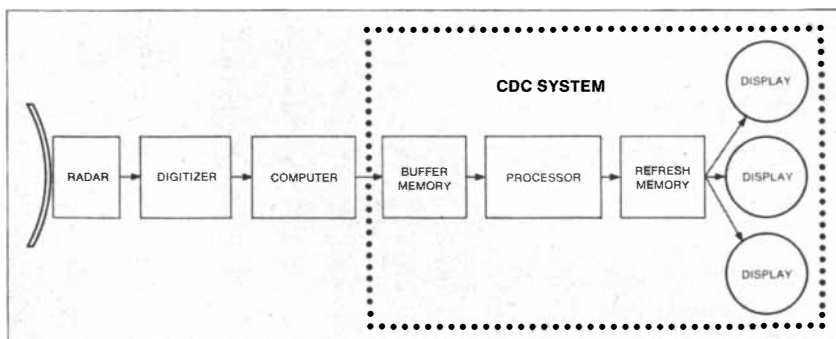 CDC SYSTEM
RADAR
DIGITIZER
COMPUTER
BUFFER
MEMORY
PROCESSOR
REFRESH
MEMORY
DISPLAY
DISPLAY
DISPLAY